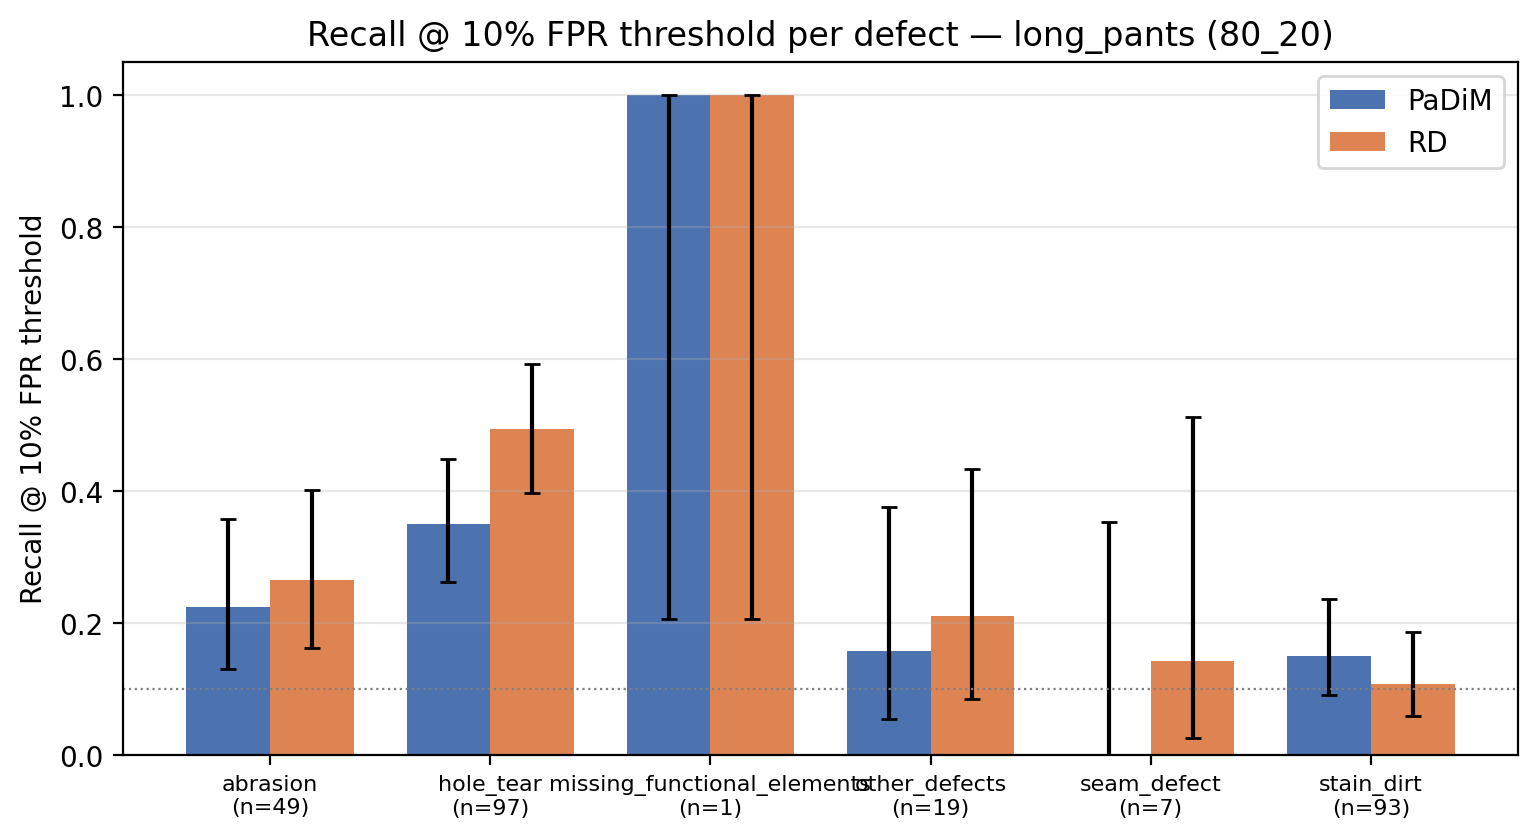 Recall @ 10% FPR threshold per defect — long_pants (80_20)
PaDiM
RD
Recall @ 10% FPR threshold
1.0
0.8
0.6
0.4
0.2
0.0
abrasion
(n=49)
hole_tear
(n=97)
missing_functional_elements
(n=1)
other_defects
(n=19)
seam_defect
(n=7)
stain_dirt
(n=93)